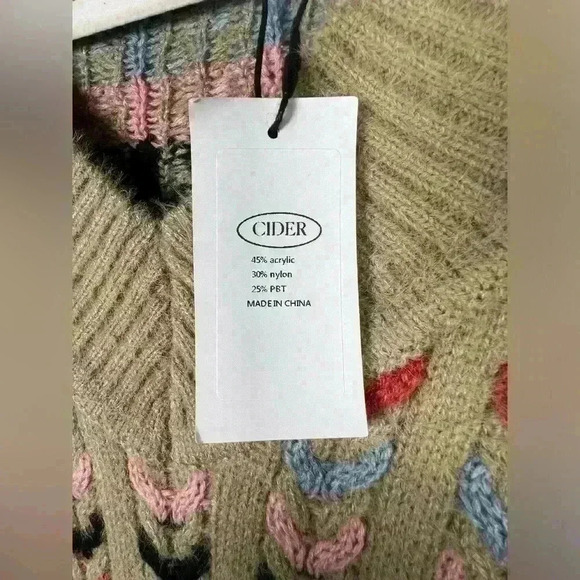 CIDER
45% acrylic
30% nylon
25% PBT
MADE IN CHINA